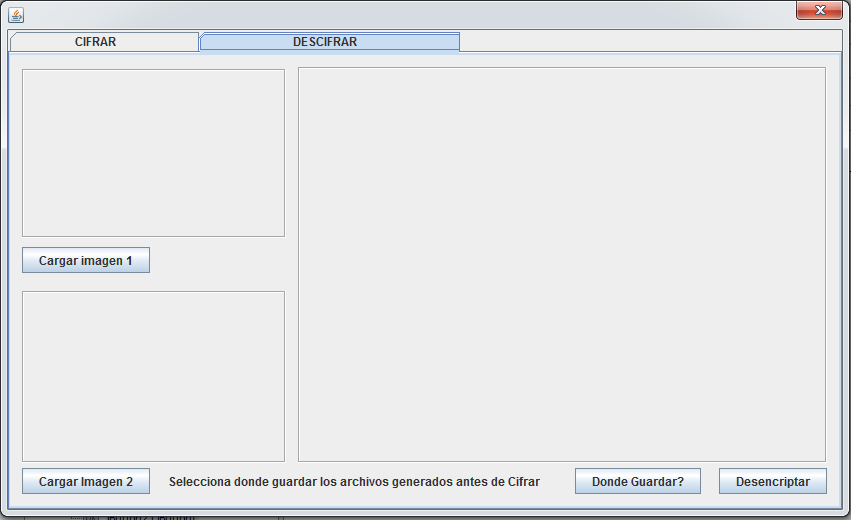 CIFRAR
DESCIFRAR
Cargar imagen 1
Cargar Imagen 2
Selecciona donde guardar los archivos generados antes de Cifrar
Donde Guardar?
Desencriptar